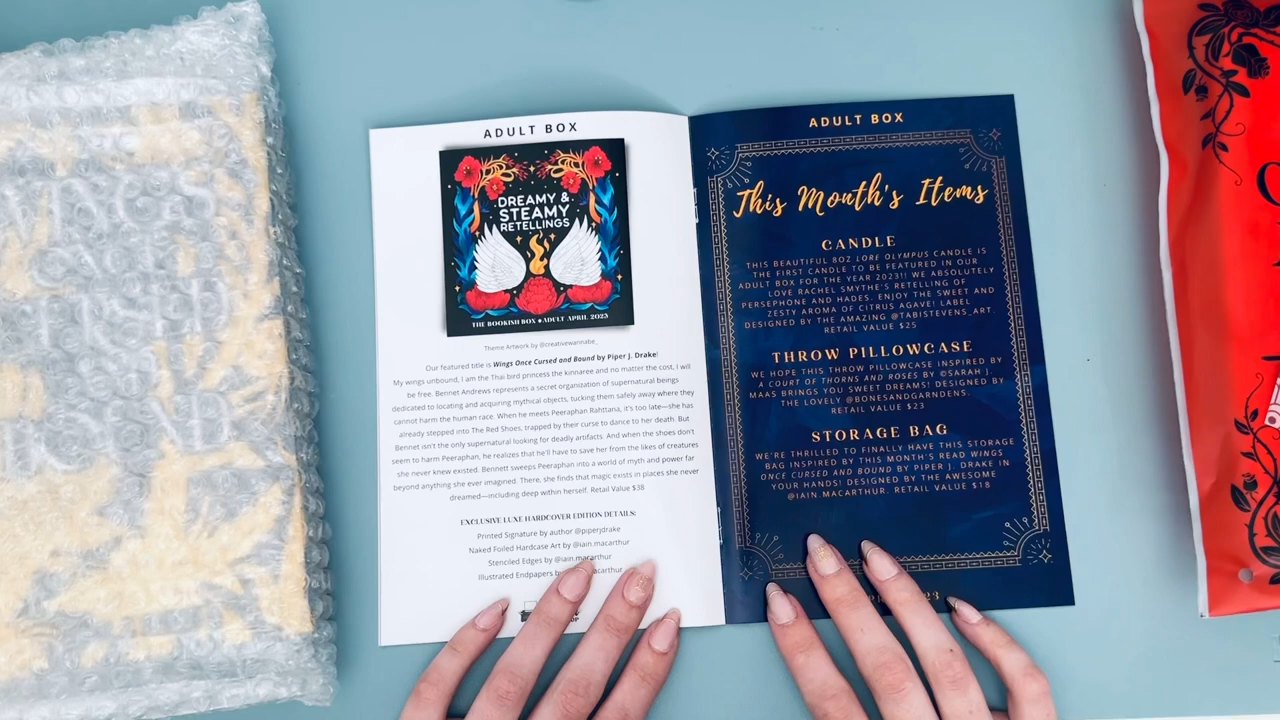 ADULT BOX
DREAMY &
STEAMY
RETELLINGS
THE BOOKISH BOX ADULT APRIL 2023
Theme Artwork by @creativewannabe_
Our featured title is Wings Once Cursed and Bound by Piper J. Drake!
My wings unbound, I am the Thai bird princess the kinnaree and no matter the cost, I will
be free. Bennet Andrews represents a secret organization of supernatural beings
dedicated to locating and acquiring mythical objects, tucking them safely away where they
cannot harm the human race. When he meets Peeraphan Rahttana, it's too late—she has
already stepped into The Red Shoes, trapped by their curse to dance to her death. But
Bennet isn't the only supernatural looking for deadly artifacts. And when the shoes don't
seem to harm Peeraphan, he realizes that he'll have to save her from the likes of creatures
she never knew existed. Bennett sweeps Peeraphan into a world of myth and power far
beyond anything she ever imagined. There, she finds that magic exists in places she never
dreamed—including deep within herself. Retail Value $38
EXCLUSIVE LUXE HARDCOVER EDITION DETAILS:
Printed Signature by author @piperjdrake
Naked Foiled Hardcase Art by @iain.macarthur
Stenciled Edges by @iain.macarthur
Illustrated Endpapers macarthur
ADULT BOX
This Month's Items
CANDLE
THIS BEAUTIFUL 8OZ LORE OLYMPUS CANDLE IS
THE FIRST CANDLE TO BE FEATURED IN OUR
ADULT BOX FOR THE YEAR 2023!! WE ABSOLUTELY
LOVE RACHEL SMYTHE'S RETELLING OF
PERSEPHONE AND HADES. ENJOY THE SWEET AND
ZESTY AROMA OF CITRUS AGAVE! LABEL
DESIGNED BY THE AMAZING @TABISTEVENS_ART.
RETAIL VALUE $25
THROW PILLOWCASE
WE HOPE THIS THROW PILLOWCASE INSPIRED BY
A COURT OF THORNS AND ROSES BY @SARAH J.
MAAS BRINGS YOU SWEET DREAMS! DESIGNED BY
THE LOVELY @BONESANDGARNDENS.
RETAIL VALUE $23
STORAGE BAG
WE'RE THRILLED TO FINALLY HAVE THIS STORAGE
BAG INSPIRED BY THIS MONTH'S READ WINGS
ONCE CURSED AND BOUND BY PIPER J. DRAKE IN
YOUR HANDS! DESIGNED BY THE AWESOME
@IAIN.MACARTHUR. RETAIL VALUE $18